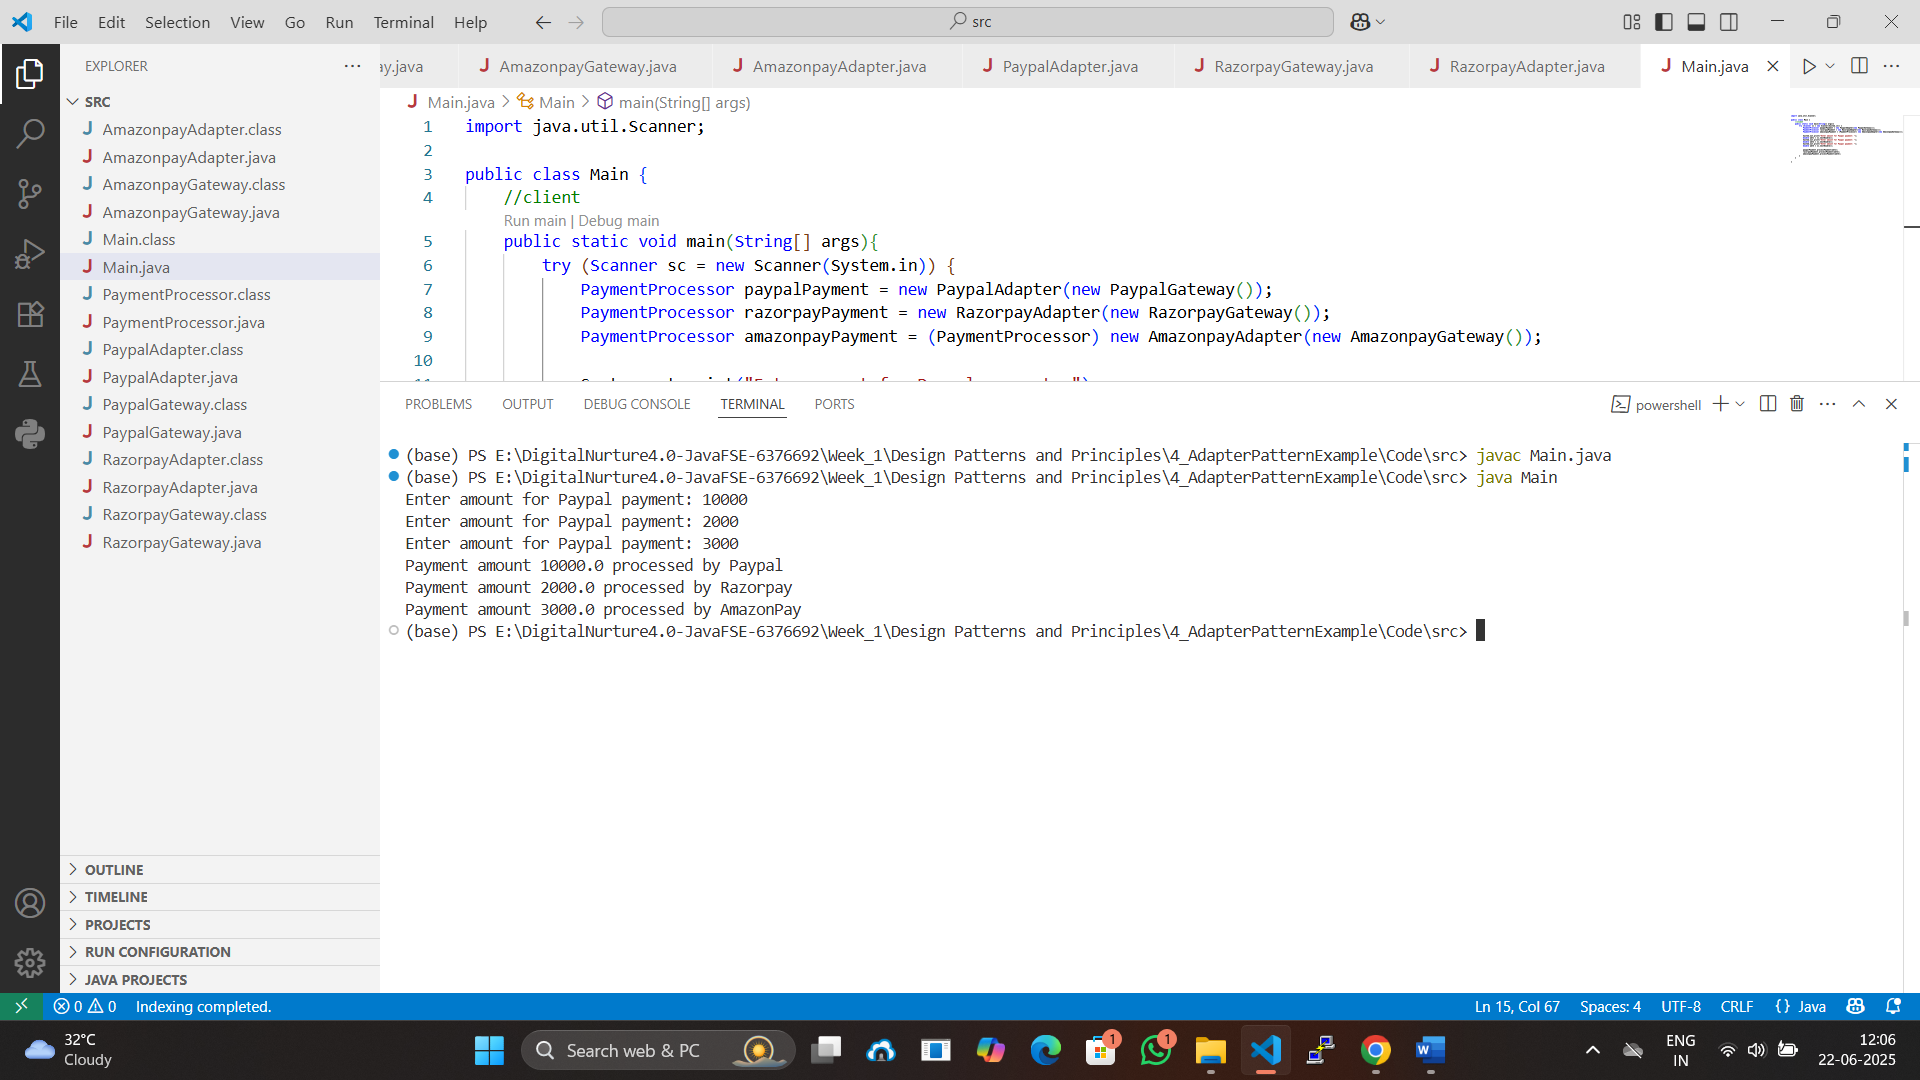 File Edit Selection View Go Run Terminal Help
src
EXPLORER
ay.java
AmazonpayGateway.java
AmazonpayAdapter.java
PaypalAdapter.java
RazorpayGateway.java
RazorpayAdapter.java
Main.java
SRC
AmazonpayAdapter.class
AmazonpayAdapter.java
AmazonpayGateway.class
AmazonpayGateway.java
Main.class
Main.java
PaymentProcessor.class
PaymentProcessor.java
PaypalAdapter.class
PaypalAdapter.java
PaypalGateway.class
PaypalGateway.java
RazorpayAdapter.class
RazorpayAdapter.java
RazorpayGateway.class
RazorpayGateway.java
OUTLINE
TIMELINE
PROJECTS
RUN CONFIGURATION
JAVA PROJECTS
Main.java > Main > main(String[] args)
1 import java.util.Scanner;
2
3 public class Main {
4 //client
Run main | Debug main
5 public static void main(String[] args){
6 try (Scanner sc = new Scanner(System.in)) {
7 PaymentProcessor paypalPayment = new PaypalAdapter(new PaypalGateway());
8 PaymentProcessor razorpayPayment = new RazorpayAdapter(new RazorpayGateway());
9 PaymentProcessor amazonpayPayment = (PaymentProcessor) new AmazonpayAdapter(new AmazonpayGateway());
10
PROBLEMS OUTPUT DEBUG CONSOLE TERMINAL PORTS
powershell
(base) PS E:\DigitalNurture4.0-JavaFSE-6376692\Week_1\Design Patterns and Principles\4_AdapterPatternExample\Code\src> javac Main.java
(base) PS E:\DigitalNurture4.0-JavaFSE-6376692\Week_1\Design Patterns and Principles\4_AdapterPatternExample\Code\src> java Main
Enter amount for Paypal payment: 10000
Enter amount for Paypal payment: 2000
Enter amount for Paypal payment: 3000
Payment amount 10000.0 processed by Paypal
Payment amount 2000.0 processed by Razorpay
Payment amount 3000.0 processed by AmazonPay
(base) PS E:\DigitalNurture4.0-JavaFSE-6376692\Week_1\Design Patterns and Principles\4_AdapterPatternExample\Code\src>
0 0 Indexing completed.
Ln 15, Col 67 Spaces: 4 UTF-8 CRLF {} Java
32°C
Cloudy
Search web & PC
1
1
ENG
IN
12:06
22-06-2025